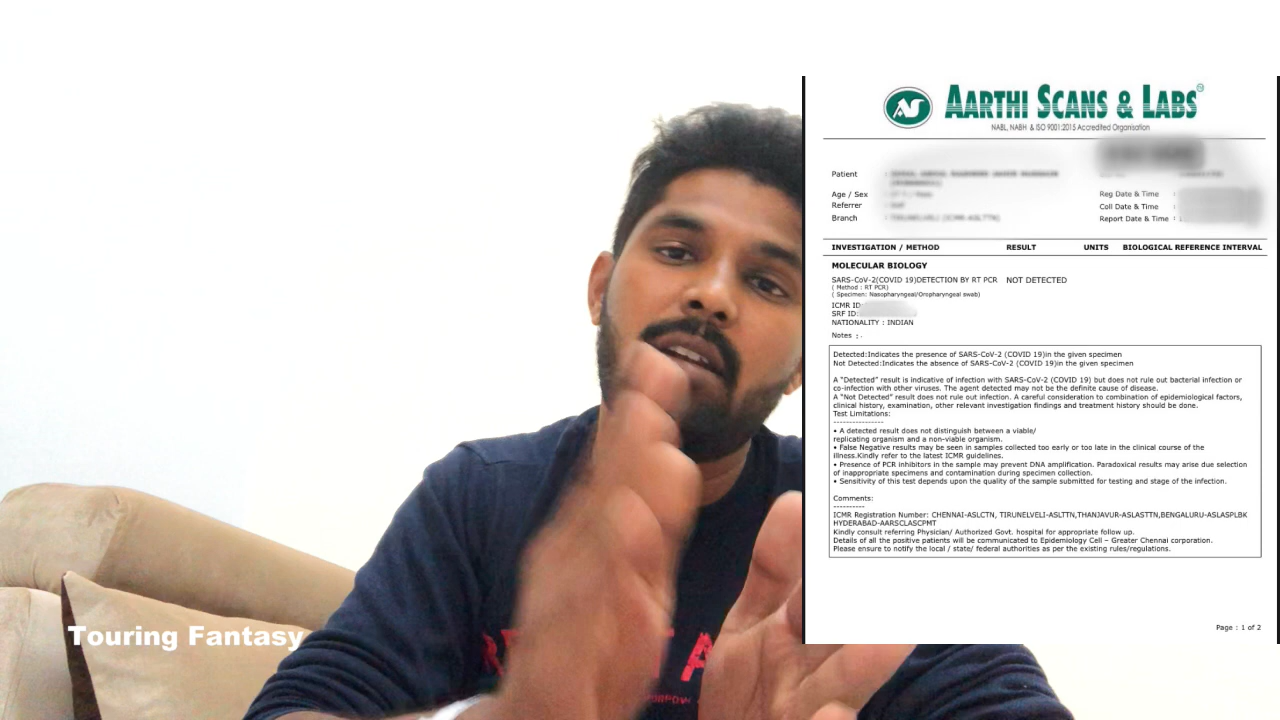 AARTHI SCANS & LABS
NABL, NABH & ISO 9001:2015 Accredited Organisation
Patient :
Age / Sex :
Referrer :
Branch : TIRUNELVELI (ICMR-ASLTTN)
Reg Date & Time :
Coll Date & Time :
Report Date & Time :
INVESTIGATION / METHOD RESULT UNITS BIOLOGICAL REFERENCE INTERVAL
MOLECULAR BIOLOGY
SARS-CoV-2(COVID 19)DETECTION BY RT PCR NOT DETECTED
( Method : RT PCR)
( Specimen: Nasopharyngeal/Oropharyngeal swab)
ICMR ID:
SRF ID:
NATIONALITY : INDIAN
Notes : .
Detected:Indicates the presence of SARS-CoV-2 (COVID 19)in the given specimen
Not Detected:Indicates the absence of SARS-CoV-2 (COVID 19)in the given specimen
A "Detected" result is indicative of infection with SARS-CoV-2 (COVID 19) but does not rule out bacterial infection or
co-infection with other viruses. The agent detected may not be the definite cause of disease.
A "Not Detected" result does not rule out infection. A careful consideration to combination of epidemiological factors,
clinical history, examination, other relevant investigation findings and treatment history should be done.
Test Limitations:
----------------
• A detected result does not distinguish between a viable/
replicating organism and a non-viable organism.
• False Negative results may be seen in samples collected too early or too late in the clinical course of the
illness.Kindly refer to the latest ICMR guidelines.
• Presence of PCR inhibitors in the sample may prevent DNA amplification. Paradoxical results may arise due selection
of inappropriate specimens and contamination during specimen collection.
• Sensitivity of this test depends upon the quality of the sample submitted for testing and stage of the infection.
Comments:
----------
ICMR Registration Number: CHENNAI-ASLCTN, TIRUNELVELI-ASLTTN,THANJAVUR-ASLASTTN,BENGALURU-ASLASPLBK
HYDERABAD-AARSCLASCPMT
Kindly consult referring Physician/ Authorized Govt. hospital for appropriate follow up.
Details of all the positive patients will be communicated to Epidemiology Cell – Greater Chennai corporation.
Please ensure to notify the local / state/ federal authorities as per the existing rules/regulations.
Page : 1 of 2
Touring Fantasy